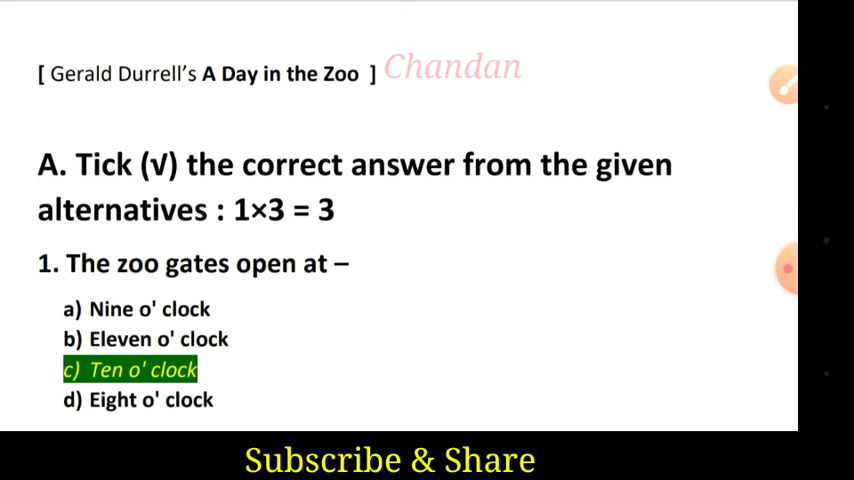 [ Gerald Durrell's A Day in the Zoo ] Chandan
A. Tick (√) the correct answer from the given
alternatives : 1×3 = 3
1. The zoo gates open at –
a) Nine o' clock
b) Eleven o' clock
c) Ten o' clock
d) Eight o' clock
Subscribe & Share